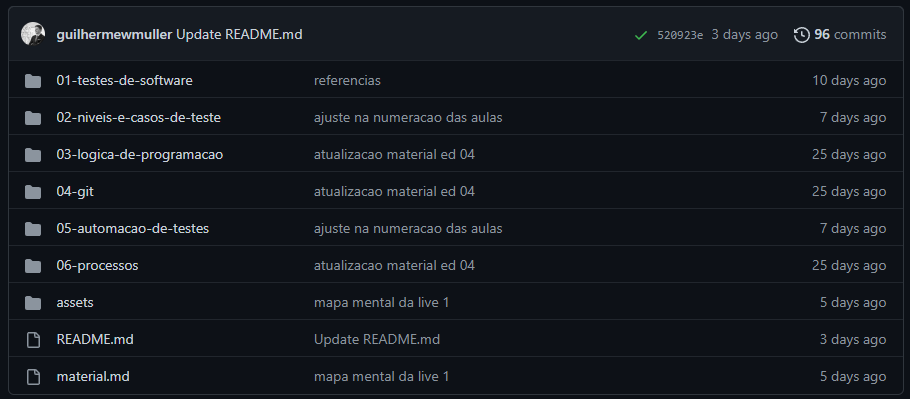 guilhermewmuller Update README.md 520923e 3 days ago 96 commits
01-testes-de-software referencias 10 days ago
02-niveis-e-casos-de-teste ajuste na numeracao das aulas 7 days ago
03-logica-de-programacao atualizacao material ed 04 25 days ago
04-git atualizacao material ed 04 25 days ago
05-automacao-de-testes ajuste na numeracao das aulas 7 days ago
06-processos atualizacao material ed 04 25 days ago
assets mapa mental da live 1 5 days ago
README.md Update README.md 3 days ago
material.md mapa mental da live 1 5 days ago